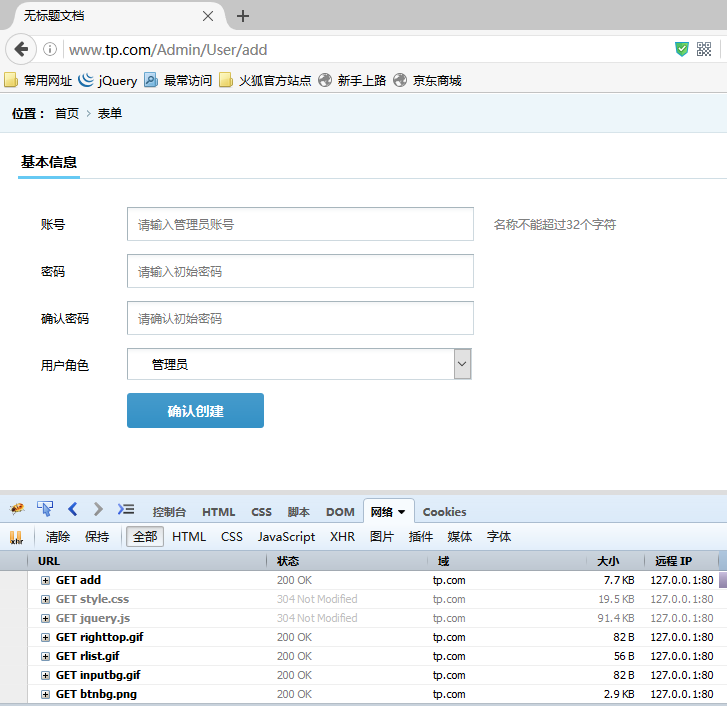 无标题文档
www.tp.com/Admin/User/add
常用网址 jQuery 最常访问 火狐官方站点 新手上路 京东商城
位置： 首页 › 表单
基本信息
账号 请输入管理员账号 名称不能超过32个字符
密码 请输入初始密码
确认密码 请确认初始密码
用户角色 管理员
确认创建
控制台 HTML CSS 脚本 DOM 网络 Cookies
xhr 清除 保持 全部 HTML CSS JavaScript XHR 图片 插件 媒体 字体
URL 状态 域 大小 远程 IP
GET add 200 OK tp.com 7.7 KB 127.0.0.1:80
GET style.css 304 Not Modified tp.com 19.5 KB 127.0.0.1:80
GET jquery.js 304 Not Modified tp.com 91.4 KB 127.0.0.1:80
GET righttop.gif 200 OK tp.com 82 B 127.0.0.1:80
GET rlist.gif 200 OK tp.com 56 B 127.0.0.1:80
GET inputbg.gif 200 OK tp.com 82 B 127.0.0.1:80
GET btnbg.png 200 OK tp.com 2.9 KB 127.0.0.1:80